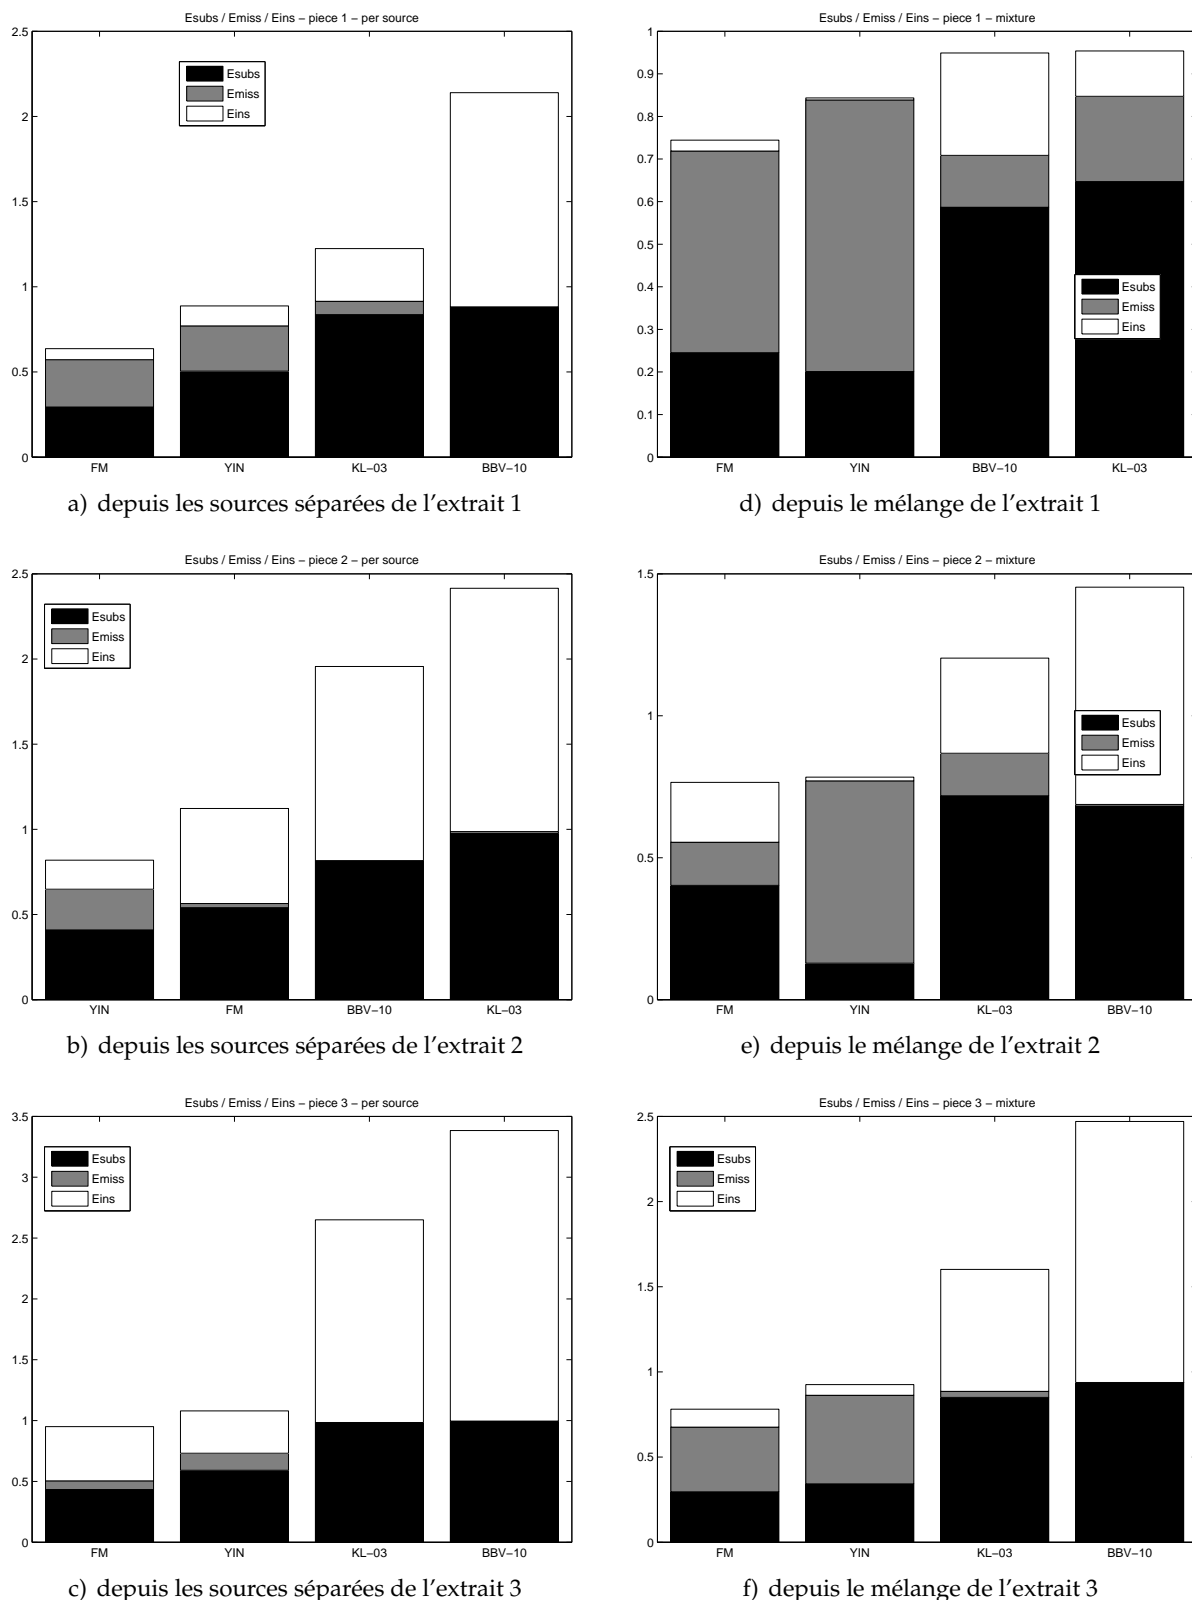 Esubs / Emiss / Eins − piece 1 − per source
2.5
2
1.5
1
0.5
0
Esubs
Emiss
Eins
FM YIN KL−03 BBV−10
a) depuis les sources séparées de l’extrait 1
Esubs / Emiss / Eins − piece 1 − mixture
1
0.9
0.8
0.7
0.6
0.5
0.4
0.3
0.2
0.1
0
Esubs
Emiss
Eins
FM YIN BBV−10 KL−03
d) depuis le mélange de l’extrait 1
Esubs / Emiss / Eins − piece 2 − per source
2.5
2
1.5
1
0.5
0
Esubs
Emiss
Eins
YIN FM BBV−10 KL−03
b) depuis les sources séparées de l’extrait 2
Esubs / Emiss / Eins − piece 2 − mixture
1.5
1
0.5
0
Esubs
Emiss
Eins
FM YIN KL−03 BBV−10
e) depuis le mélange de l’extrait 2
Esubs / Emiss / Eins − piece 3 − per source
3.5
3
2.5
2
1.5
1
0.5
0
Esubs
Emiss
Eins
FM YIN KL−03 BBV−10
c) depuis les sources séparées de l’extrait 3
Esubs / Emiss / Eins − piece 3 − mixture
2.5
2
1.5
1
0.5
0
Esubs
Emiss
Eins
FM YIN KL−03 BBV−10
f) depuis le mélange de l’extrait 3